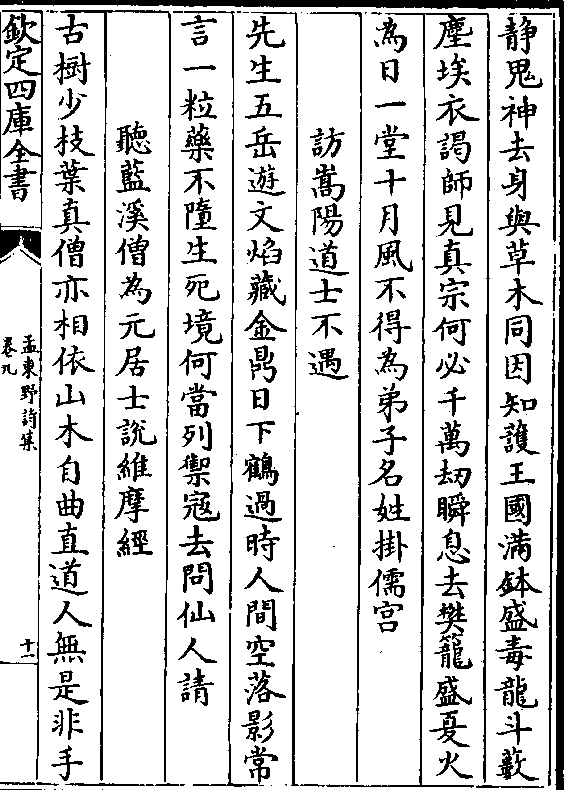 静鬼神去身與草木同因知護王國滿鉢盛毒龍斗藪
塵埃衣謁師見真宗何必千萬劫瞬息去樊籠盛夏火
為日一堂十月風不得為弟子名姓掛儒宫
訪嵩陽道士不遇
先生五岳遊文焰藏金鼎日下鶴過時人間空落影常
言一粒藥不墮生死境何當列禦寇去問仙人請
聽藍溪僧為元居士說維摩經
古樹少枝葉真僧亦相依山木自曲直道人無是非手
欽定四庫全書
孟東野詩集
卷九
十一